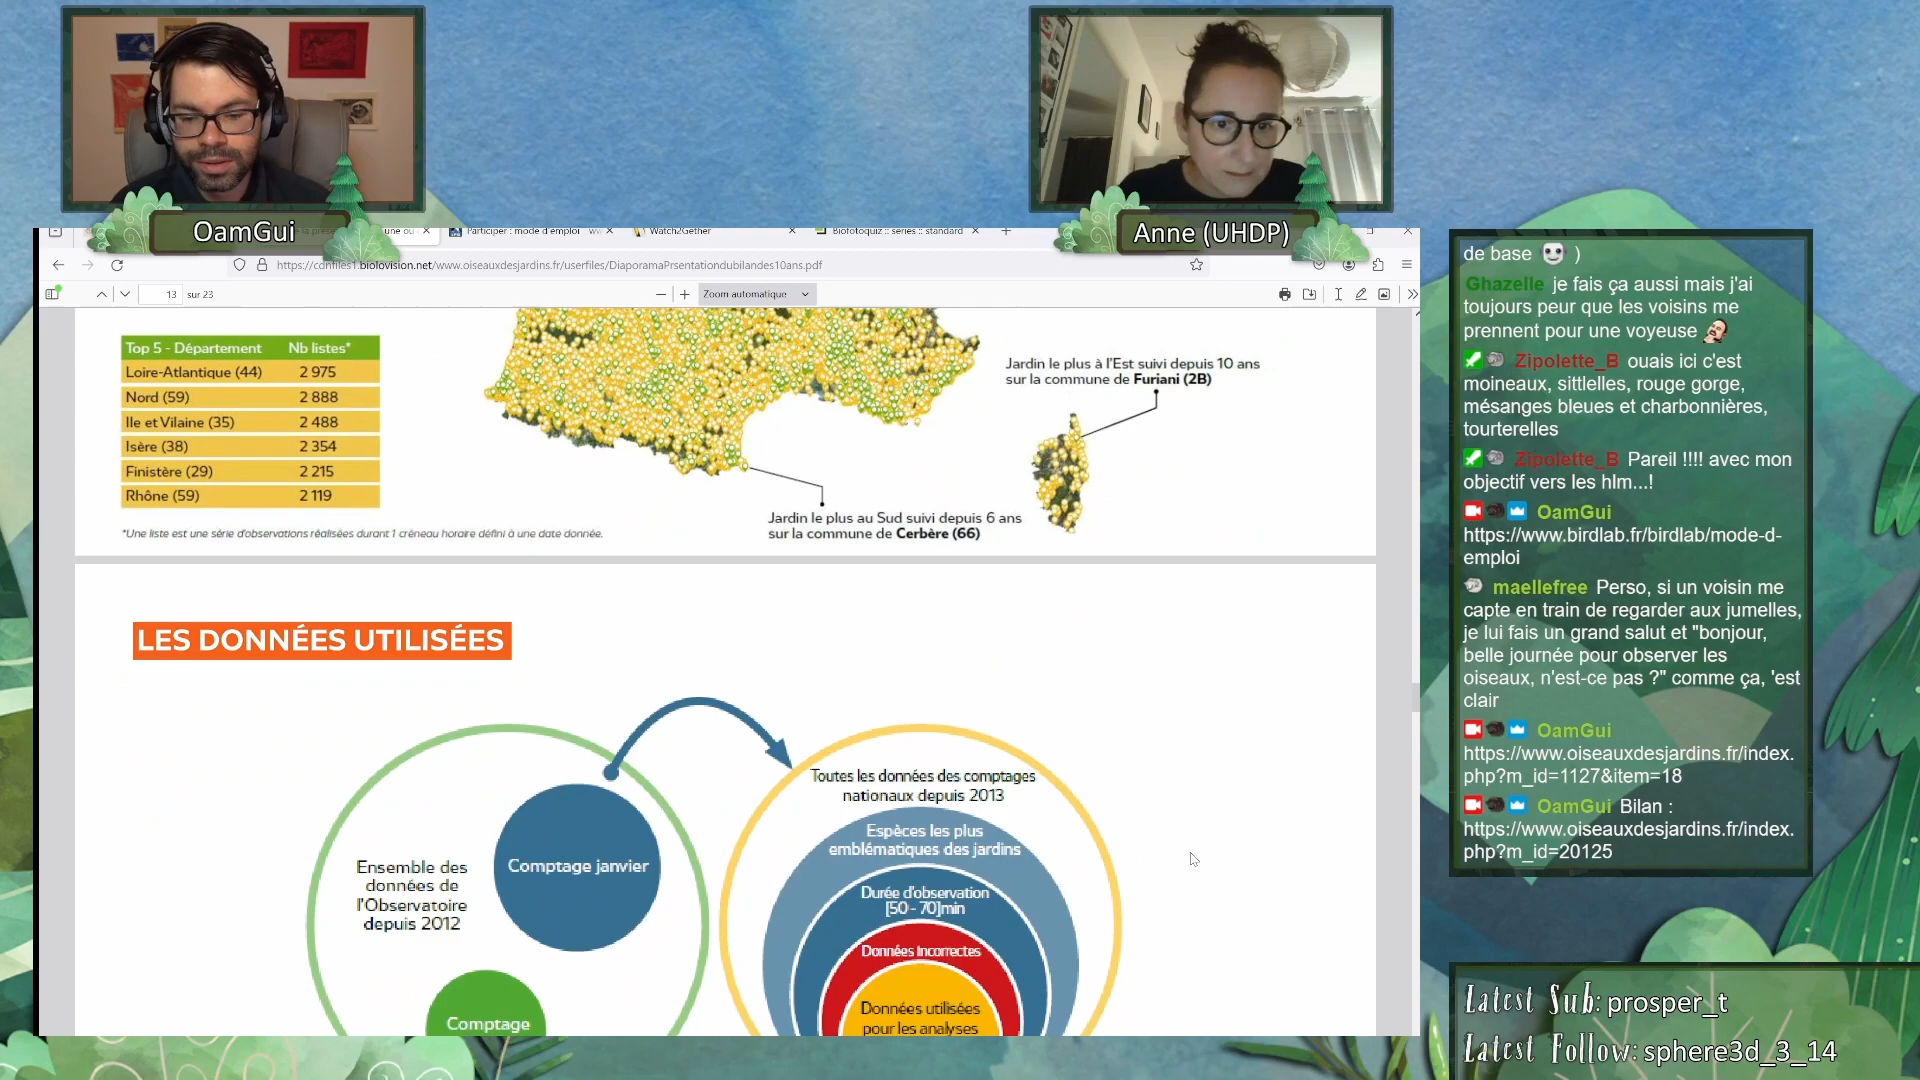 OamGui
Anne (UHDP)
Participer : mode d'emploi
Watch2Gether
Biofotoquiz :: series :: standard
https://cdnfiles1.biolovision.net/www.oiseauxdesjardins.fr/userfiles/DiaporamaPrsentationdubilandes10ans.pdf
13 sur 23
Zoom automatique
Top 5 - Département Nb listes*
Loire-Atlantique (44) 2 975
Nord (59) 2 888
Ile et Vilaine (35) 2 488
Isère (38) 2 354
Finistère (29) 2 215
Rhône (59) 2 119
*Une liste est une série d'observations réalisées durant 1 créneau horaire défini à une date donnée.
Jardin le plus à l'Est suivi depuis 10 ans
sur la commune de Furiani (2B)
Jardin le plus au Sud suivi depuis 6 ans
sur la commune de Cerbère (66)
LES DONNÉES UTILISÉES
Ensemble des
données de
l'Observatoire
depuis 2012
Comptage janvier
Comptage
Toutes les données des comptages
nationaux depuis 2013
Espèces les plus
emblématiques des jardins
Durée d'observation
[50 - 70]min
Données incorrectes
Données utilisées
pour les analyses
de base )
Ghazelle je fais ça aussi mais j'ai
toujours peur que les voisins me
prennent pour une voyeuse
Zipolette_B ouais ici c'est
moineaux, sittlelles, rouge gorge,
mésanges bleues et charbonnières,
tourterelles
Zipolette_B Pareil !!!! avec mon
objectif vers les hlm...!
OamGui
https://www.birdlab.fr/birdlab/mode-d-
emploi
maellefree Perso, si un voisin me
capte en train de regarder aux jumelles,
je lui fais un grand salut et "bonjour,
belle journée pour observer les
oiseaux, n'est-ce pas ?" comme ça, 'est
clair
OamGui
https://www.oiseauxdesjardins.fr/index.
php?m_id=1127&item=18
OamGui Bilan :
https://www.oiseauxdesjardins.fr/index.
php?m_id=20125
Latest Sub: prosper_t
Latest Follow: sphere3d_3_14